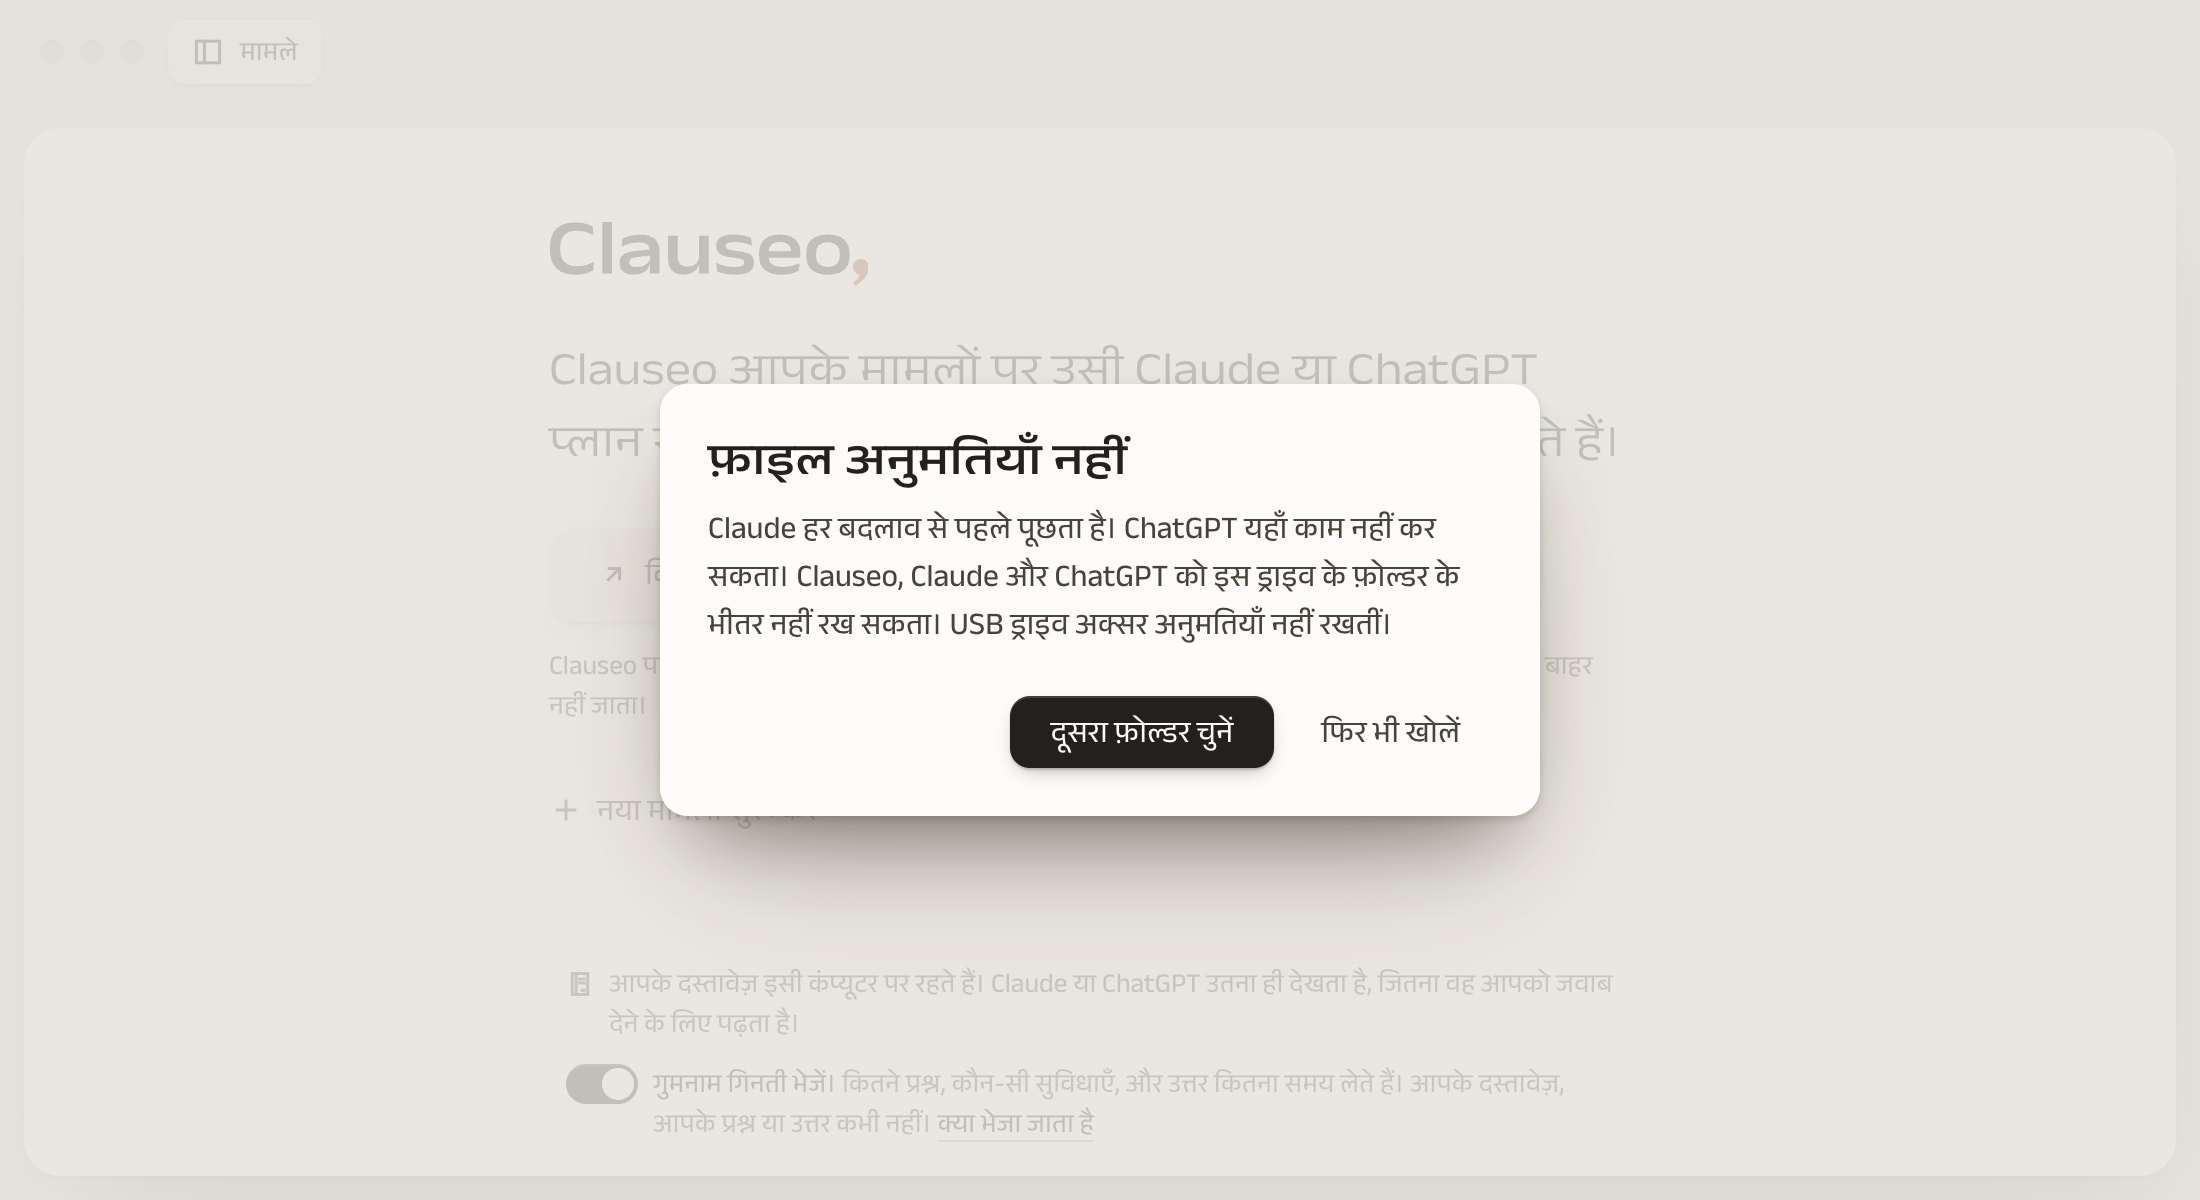 मामले
Clauseo,
Clauseo आपके मामलों पर उसी Claude या ChatGPT
प्लान
ते हैं।
फ़ाइल अनुमतियाँ नहीं
Claude हर बदलाव से पहले पूछता है। ChatGPT यहाँ काम नहीं कर
सकता। Clauseo, Claude और ChatGPT को इस ड्राइव के फ़ोल्डर के
भीतर नहीं रख सकता। USB ड्राइव अक्सर अनुमतियाँ नहीं रखतीं।
दूसरा फ़ोल्डर चुनें
फिर भी खोलें
Clauseo
बाहर
नहीं जाता।
नया
आपके दस्तावेज़ इसी कंप्यूटर पर रहते हैं। Claude या ChatGPT उतना ही देखता है, जितना वह आपको जवाब
देने के लिए पढ़ता है।
गुमनाम गिनती भेजें। कितने प्रश्न, कौन-सी सुविधाएँ, और उत्तर कितना समय लेते हैं। आपके दस्तावेज़,
आपके प्रश्न या उत्तर कभी नहीं। क्या भेजा जाता है